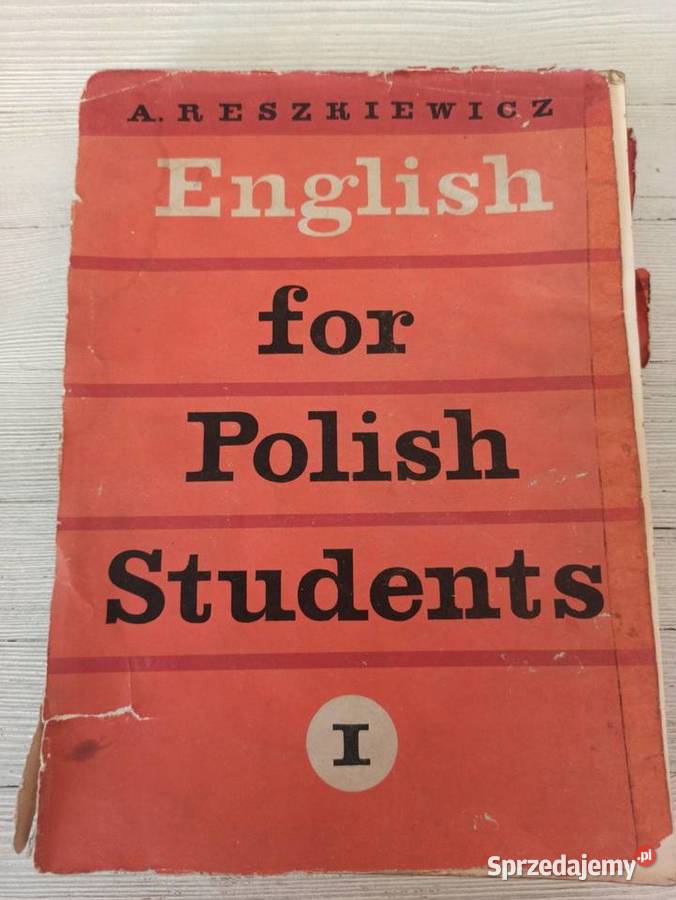 A. RESZKIEWICZ
English
for
Polish
Students
I
Sprzedajemy.pl